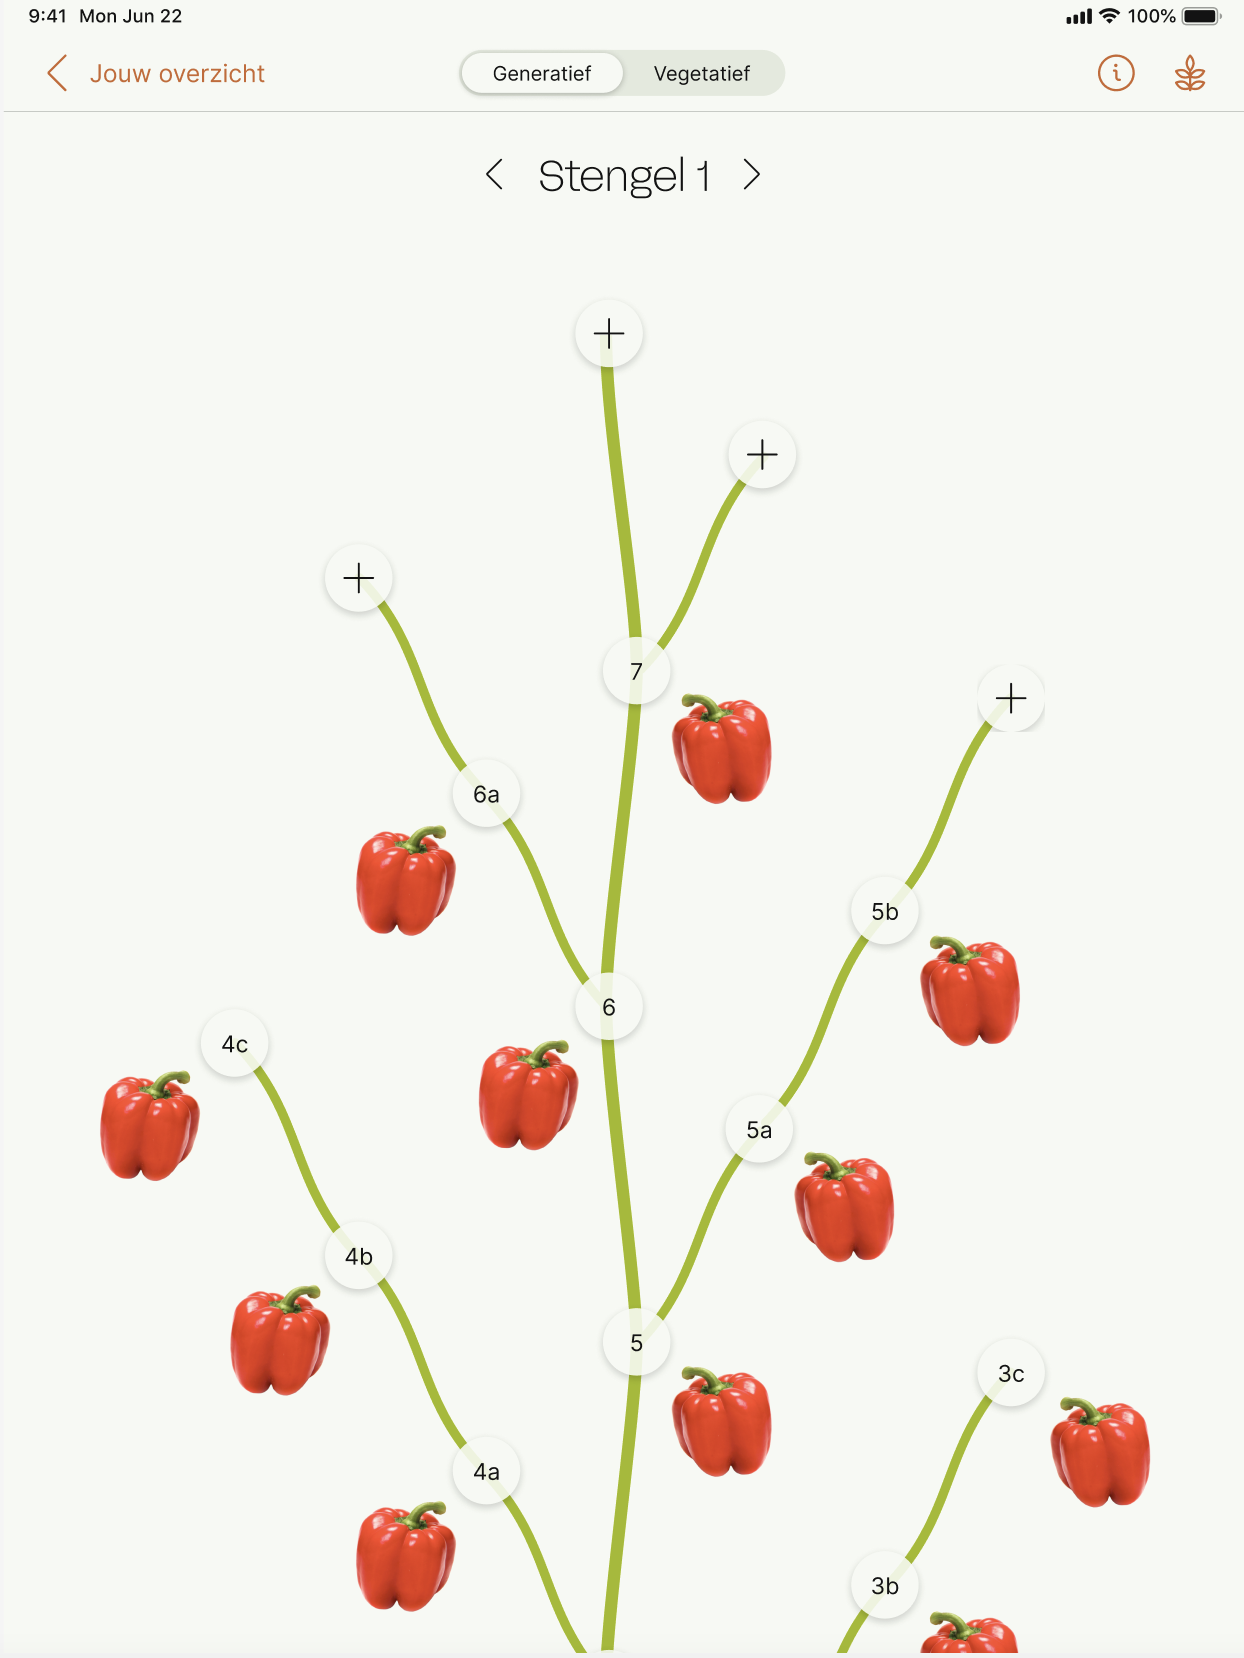 9:41 Mon Jun 22
100%
Jouw overzicht
Generatief
Vegetatief
i
Stengel 1
7
6a
5b
6
4c
5a
4b
5
3c
4a
3b